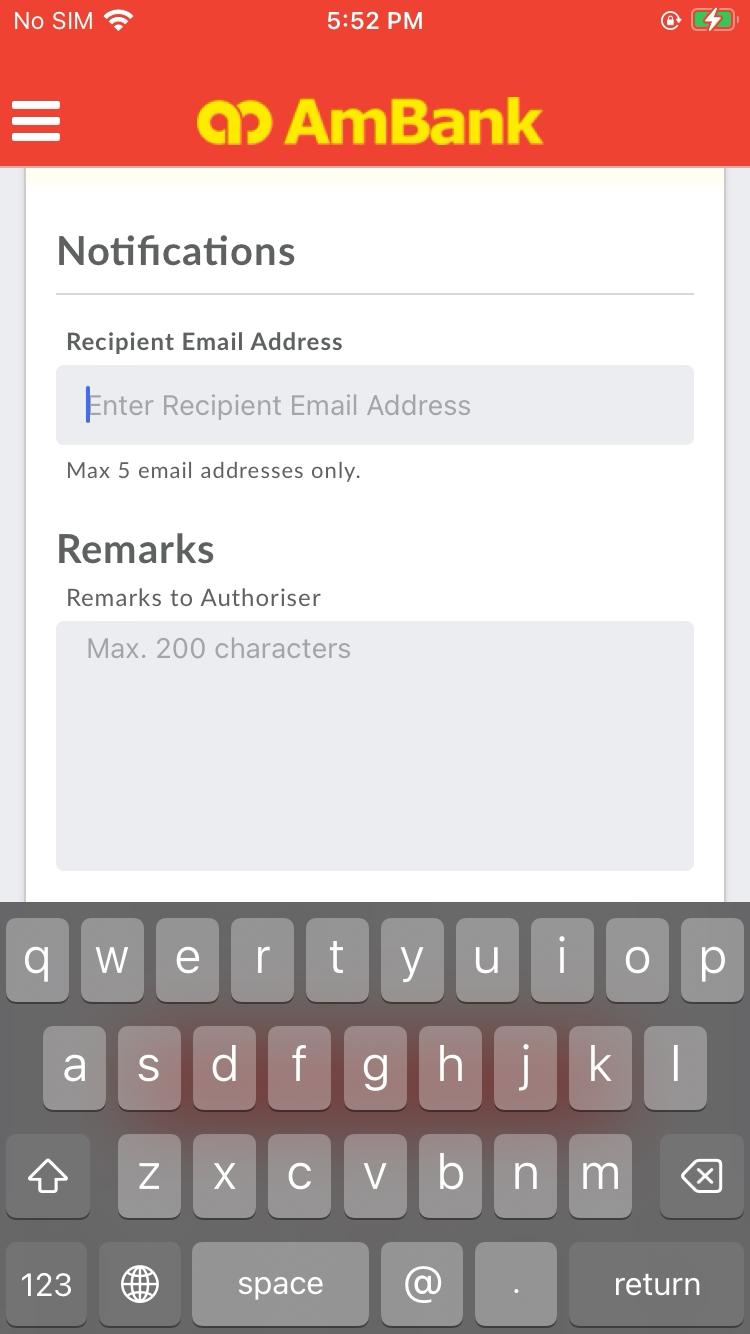 No SIM 5:52 PM
AmBank
Notifications
Recipient Email Address
Enter Recipient Email Address
Max 5 email addresses only.
Remarks
Remarks to Authoriser
Max. 200 characters
q w e r t y u i o p
a s d f g h j k l
z x c v b n m
123 space @ . return